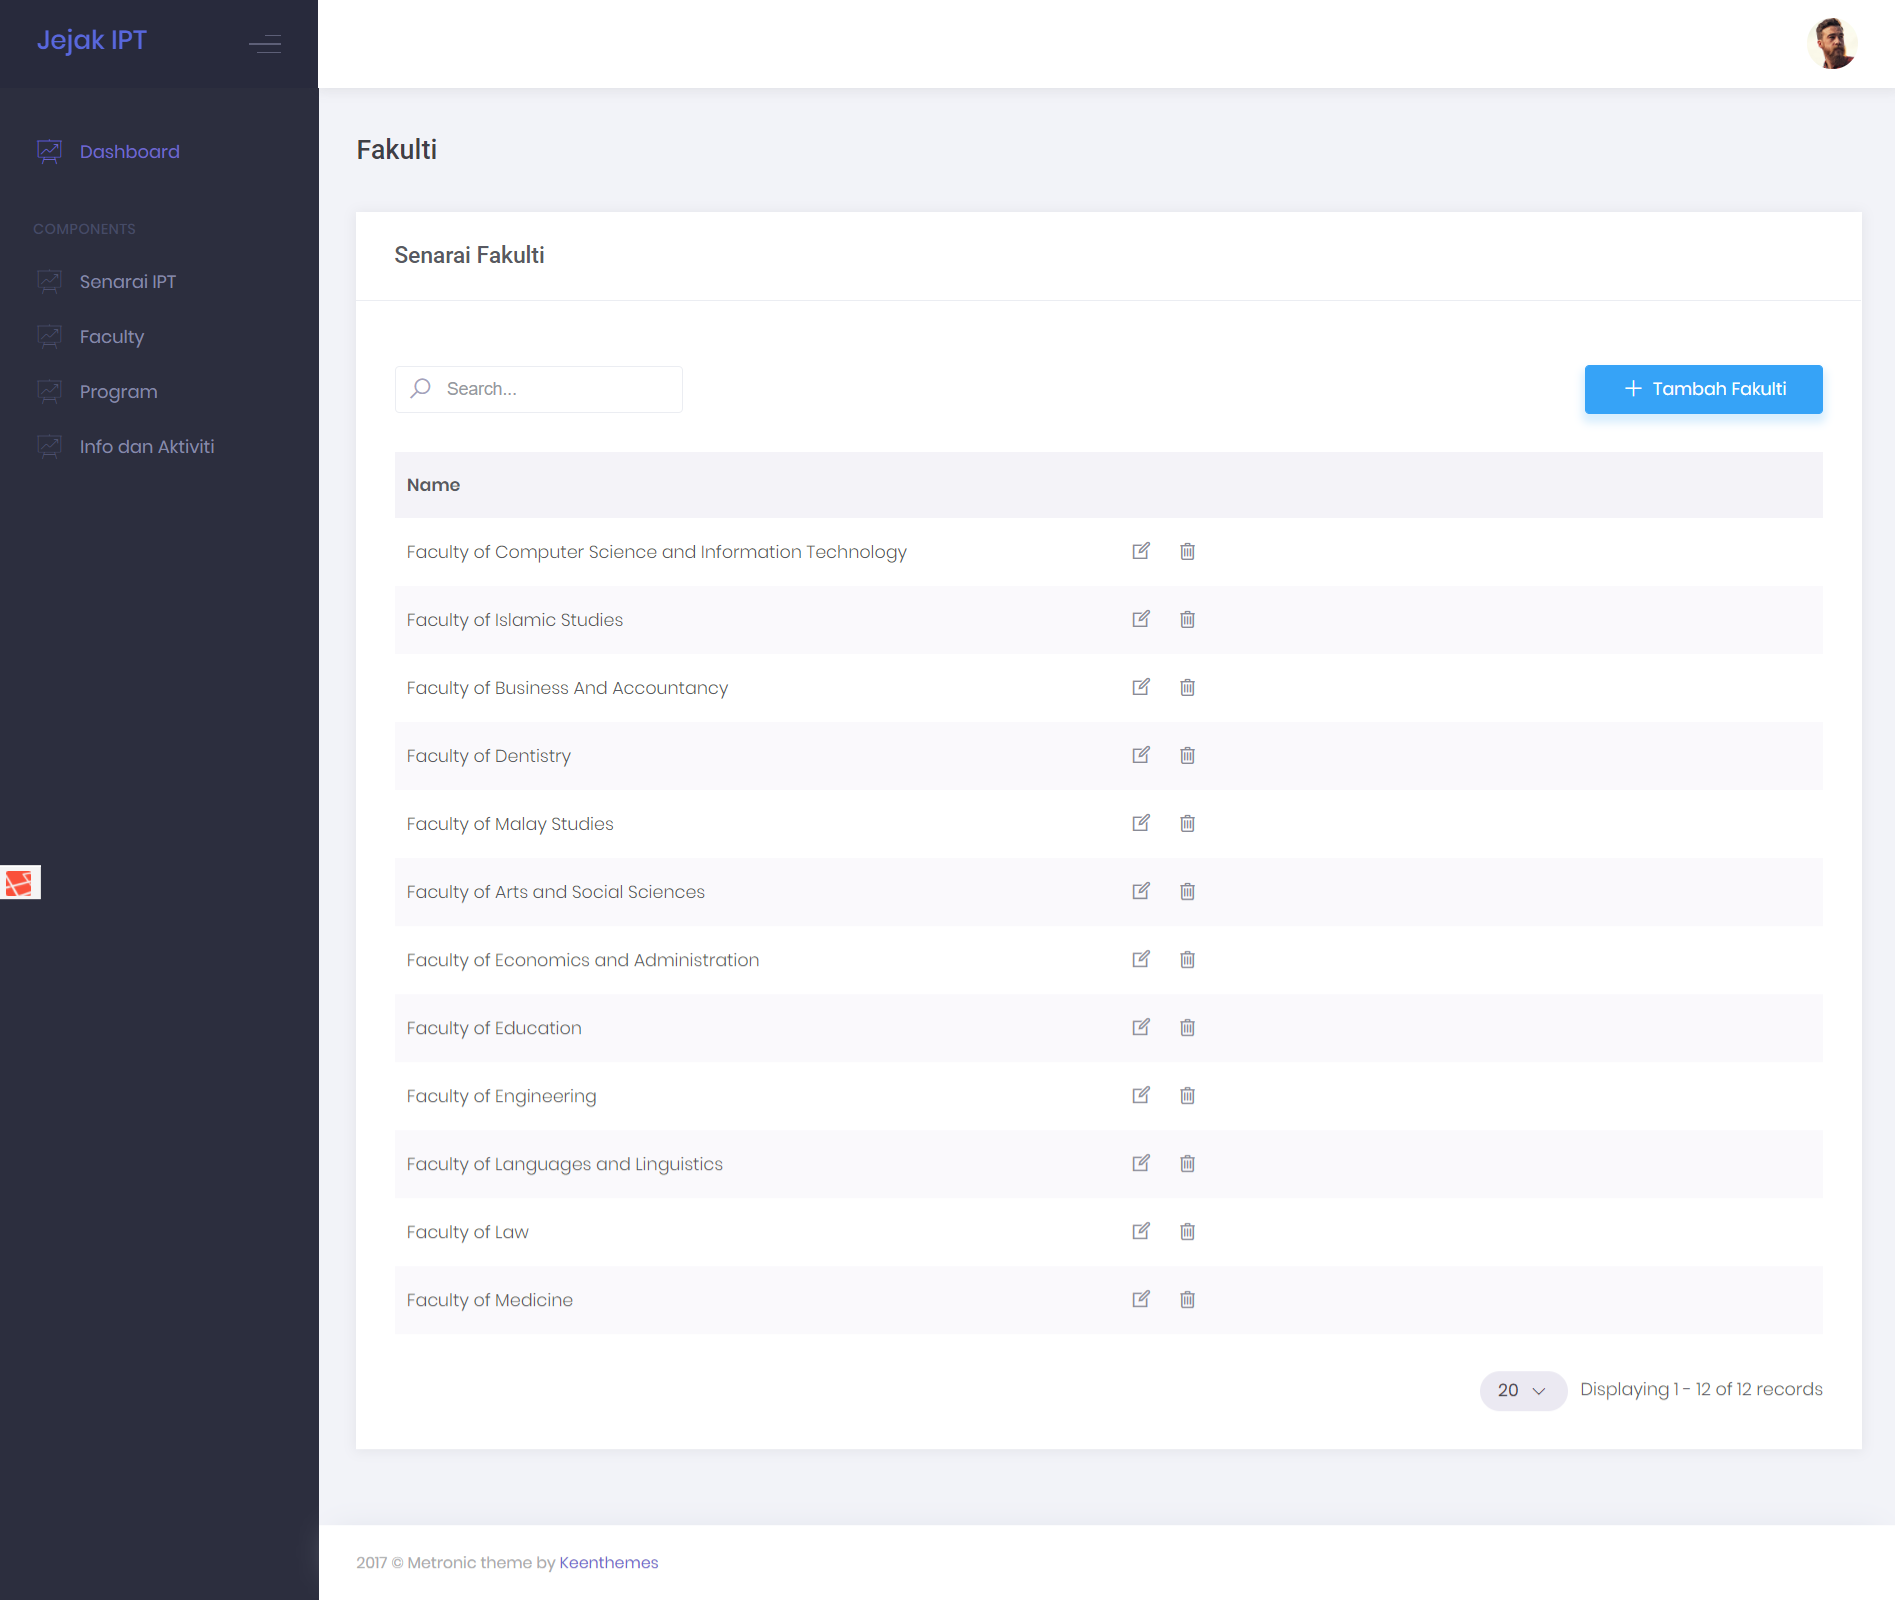 Jejak IPT
Dashboard
COMPONENTS
Senarai IPT
Faculty
Program
Info dan Aktiviti
Fakulti
Senarai Fakulti
Search...
Tambah Fakulti
Name
Faculty of Computer Science and Information Technology
Faculty of Islamic Studies
Faculty of Business And Accountancy
Faculty of Dentistry
Faculty of Malay Studies
Faculty of Arts and Social Sciences
Faculty of Economics and Administration
Faculty of Education
Faculty of Engineering
Faculty of Languages and Linguistics
Faculty of Law
Faculty of Medicine
20 Displaying 1 - 12 of 12 records
2017 © Metronic theme by Keenthemes